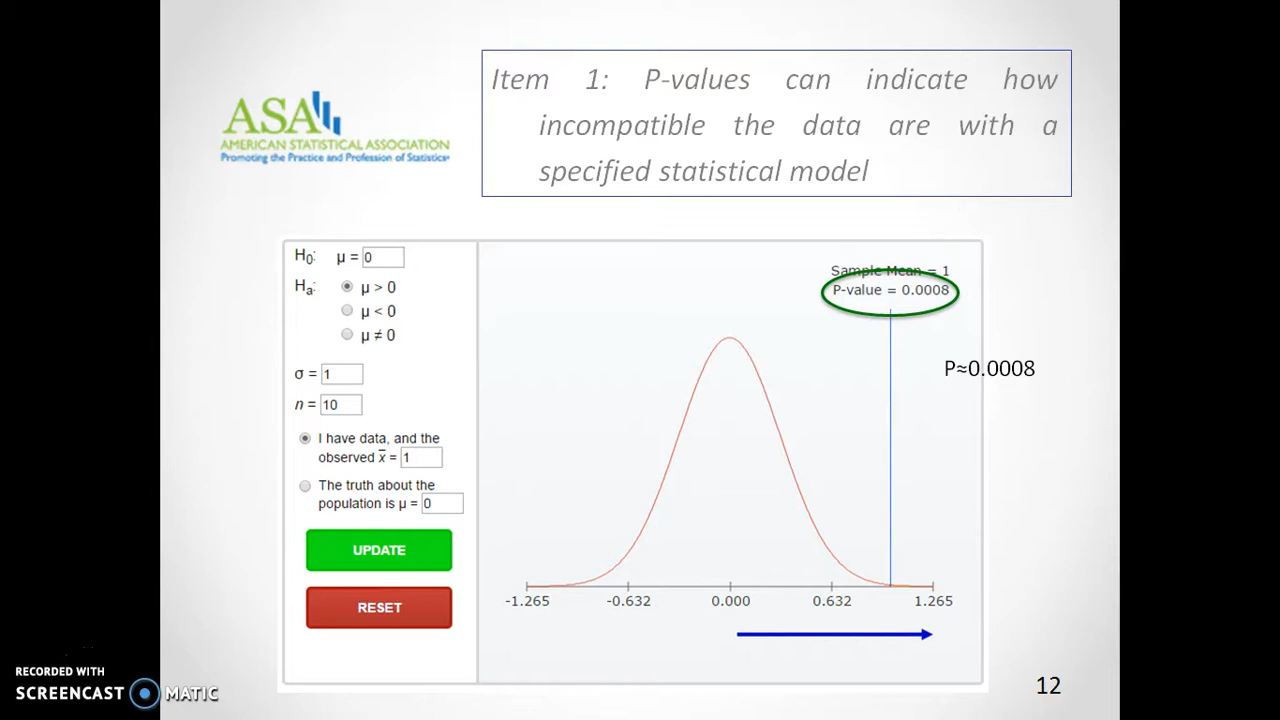 Item 1: P-values can indicate how
incompatible the data are with a
specified statistical model
ASA
AMERICAN STATISTICAL ASSOCIATION
Promoting the Practice and Profession of Statistics®
H0: μ = 0
Ha: μ > 0
μ < 0
μ ≠ 0
σ = 1
n = 10
I have data, and the
observed x̄ = 1
The truth about the
population is μ = 0
UPDATE
RESET
Sample Mean = 1
P-value = 0.0008
P≈0.0008
-1.265 -0.632 0.000 0.632 1.265
12
RECORDED WITH
SCREENCAST MATIC